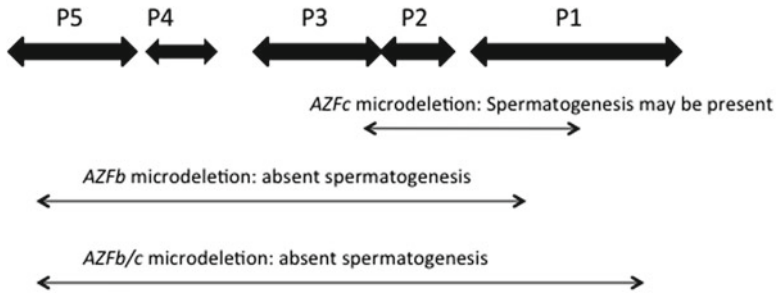 P5 P4 P3 P2 P1
AZFc microdeletion: Spermatogenesis may be present
AZFb microdeletion: absent spermatogenesis
AZFb/c microdeletion: absent spermatogenesis